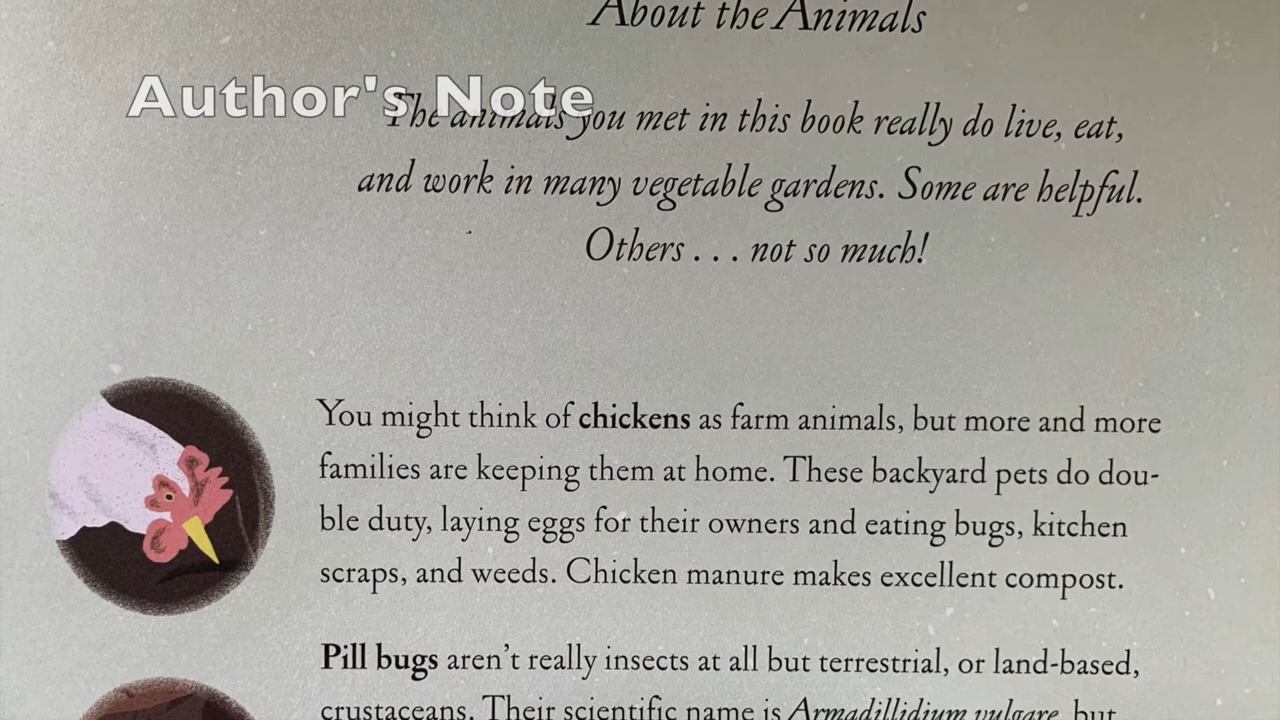 About the Animals
Author's Note
The animals you met in this book really do live, eat,
and work in many vegetable gardens. Some are helpful.
Others . . . not so much!
You might think of chickens as farm animals, but more and more
families are keeping them at home. These backyard pets do dou-
ble duty, laying eggs for their owners and eating bugs, kitchen
scraps, and weeds. Chicken manure makes excellent compost.
Pill bugs aren't really insects at all but terrestrial, or land-based,
crustaceans. Their scientific name is Armadillidium vulgare, but